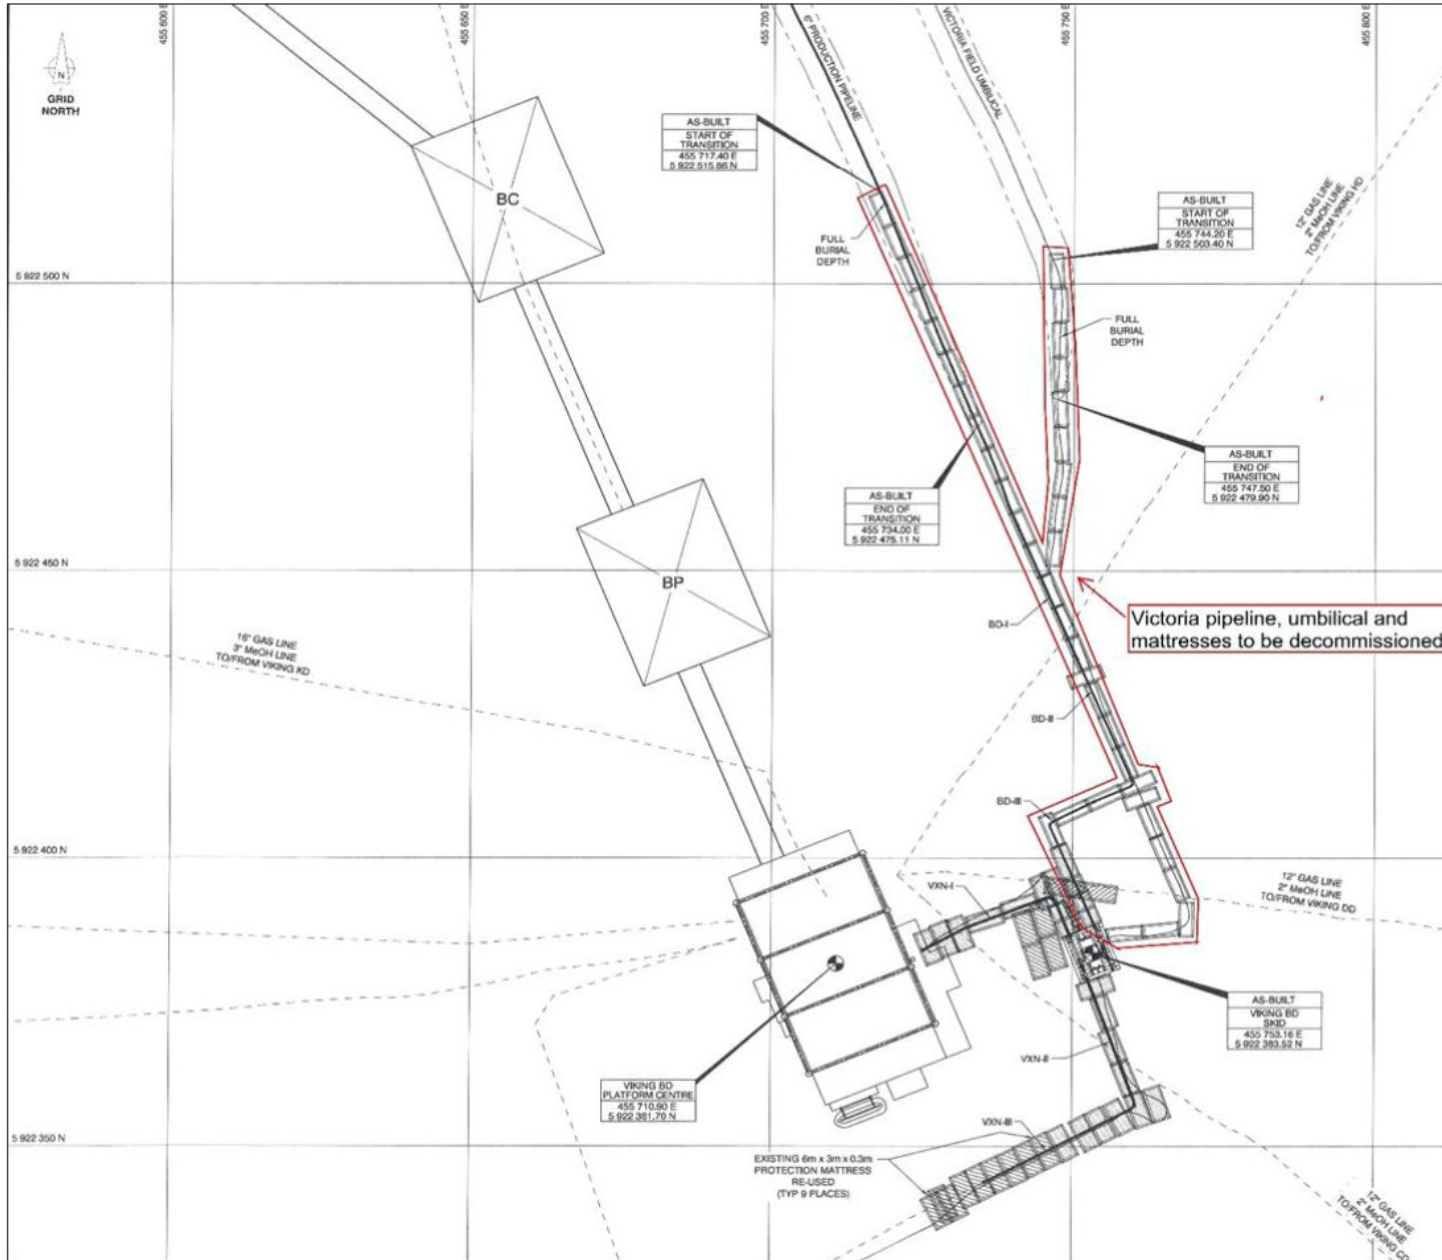 455 600 E
455 650 E
455 700 E
455 750 E
455 800 E
N
GRID
NORTH
6" PRODUCTION PIPELINE
VICTORIA FIELD UMBILICAL
AS-BUILT
START OF
TRANSITION
455 717.40 E
5 922 515.86 N
BC
FULL
BURIAL
DEPTH
AS-BUILT
START OF
TRANSITION
455 744.20 E
5 922 503.40 N
12" GAS LINE
2" MeOH LINE
TO/FROM VIKING HD
5 922 500 N
FULL
BURIAL
DEPTH
AS-BUILT
END OF
TRANSITION
455 747.50 E
5 922 479.90 N
AS-BUILT
END OF
TRANSITION
455 734.00 E
5 922 475.11 N
5 922 450 N
BP
BD-I
Victoria pipeline, umbilical and
mattresses to be decommissioned
16" GAS LINE
3" MeOH LINE
TO/FROM VIKING KD
BD-II
BD-III
5 922 400 N
12" GAS LINE
2" MeOH LINE
TO/FROM VIKING DD
VXN-I
AS-BUILT
VIKING BD
SKID
455 753.16 E
5 922 383.52 N
VXN-II
VIKING BD
PLATFORM CENTRE
455 710.90 E
5 922 381.70 N
VXN-III
5 922 350 N
EXISTING 6m x 3m x 0.3m
PROTECTION MATTRESS
RE-USED
(TYP 9 PLACES)
12" GAS LINE
2" MeOH LINE
TO/FROM VIKING CD